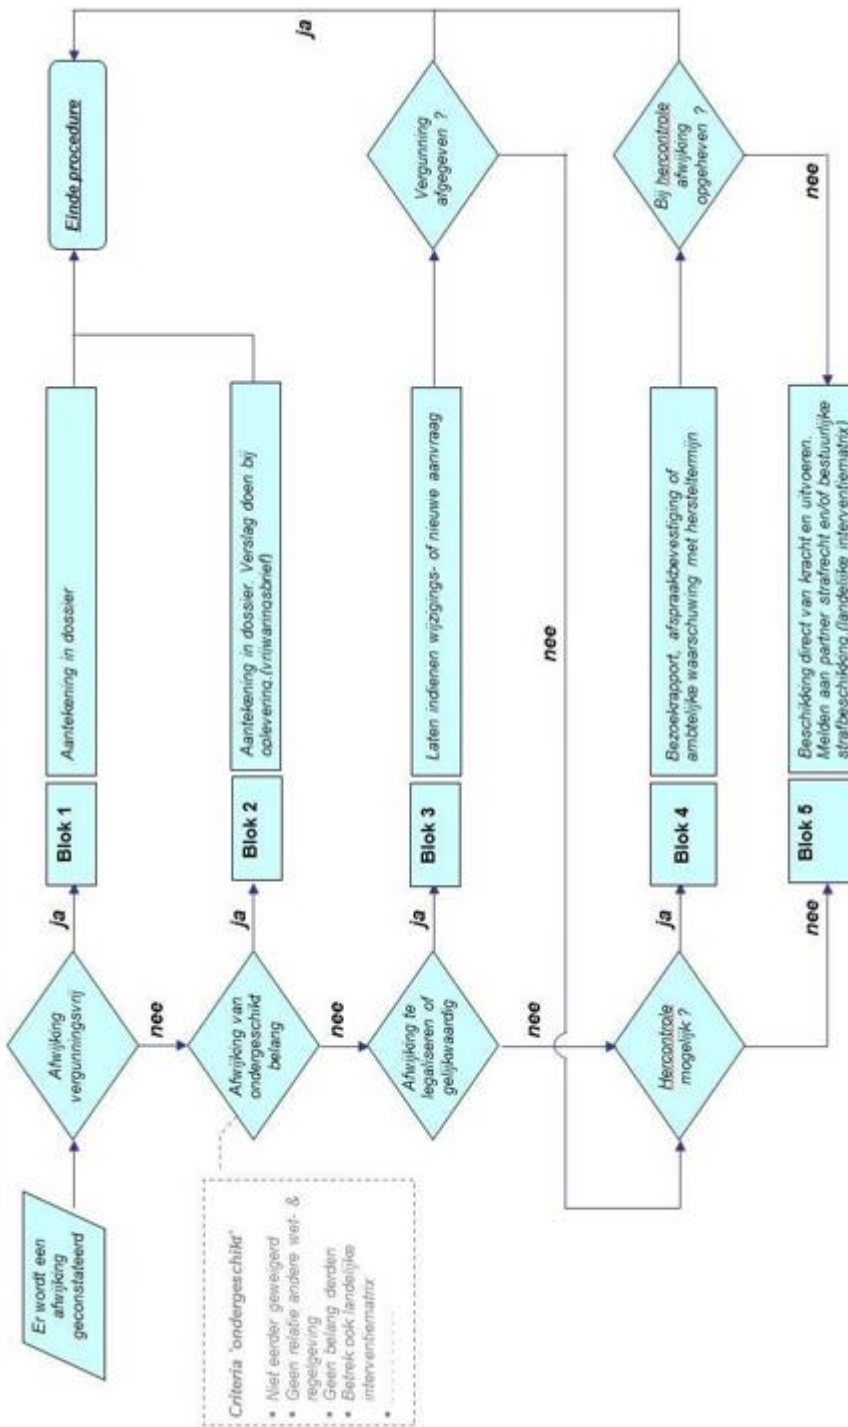 Er wordt een
afwijking
geconstateerd
Afwijking
vergunningsvrij
ja
Blok 1
Aantekening in dossier
Einde procedure
nee
Criteria 'ondergeschikt'
• Niet eerder geweigerd
• Geen relatie andere wet- &
regelgeving
• Geen belang derden
• Betrek ook landelijke
interventiematrix
• ..........
Afwijking van
ondergeschikt
belang
ja
Blok 2
Aantekening in dossier. Verslag doen bij
oplevering.(vrijwaringsbrief)
nee
Afwijking te
legaliseren of
gelijkwaardig
ja
Blok 3
Laten indienen wijzigings- of nieuwe aanvraag
Vergunning
afgegeven ?
ja
nee
nee
Hercontrole
mogelijk ?
ja
Blok 4
Bezoekrapport, afspraakbevestiging of
ambtelijke waarschuwing met hersteltermijn
Bij hercontrole
afwijking
opgeheven ?
nee
nee
Blok 5
Beschikking direct van kracht en uitvoeren.
Melden aan partner strafrecht en/of bestuurlijke
strafbeschikking (landelijke interventiematrix)